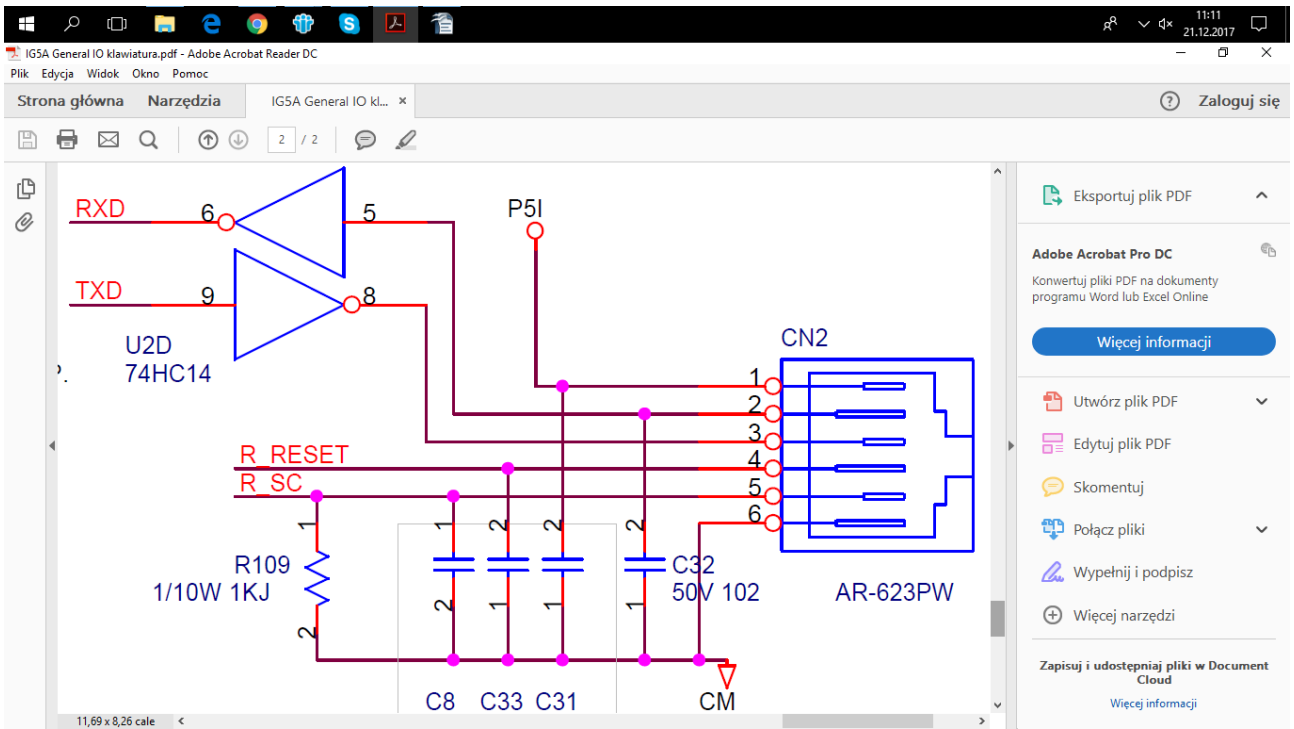 11:11
21.12.2017
IG5A General IO klawiatura.pdf - Adobe Acrobat Reader DC
Plik Edycja Widok Okno Pomoc
Strona główna Narzędzia IG5A General IO kl... × Zaloguj się
2 / 2
RXD 6 5
P5I
TXD 9 8
U2D
74HC14
P.
CN2
1
2
3
R_RESET 4
R_SC 5
6
1 1 2 2 2
R109
1/10W 1KJ
C32
50V 102
AR-623PW
2 2 1 1 1
C8 C33 C31 CM
11,69 x 8,26 cale
Eksportuj plik PDF
Adobe Acrobat Pro DC
Konwertuj pliki PDF na dokumenty
programu Word lub Excel Online
Więcej informacji
Utwórz plik PDF
Edytuj plik PDF
Skomentuj
Połącz pliki
Wypełnij i podpisz
Więcej narzędzi
Zapisuj i udostępniaj pliki w Document
Cloud
Więcej informacji